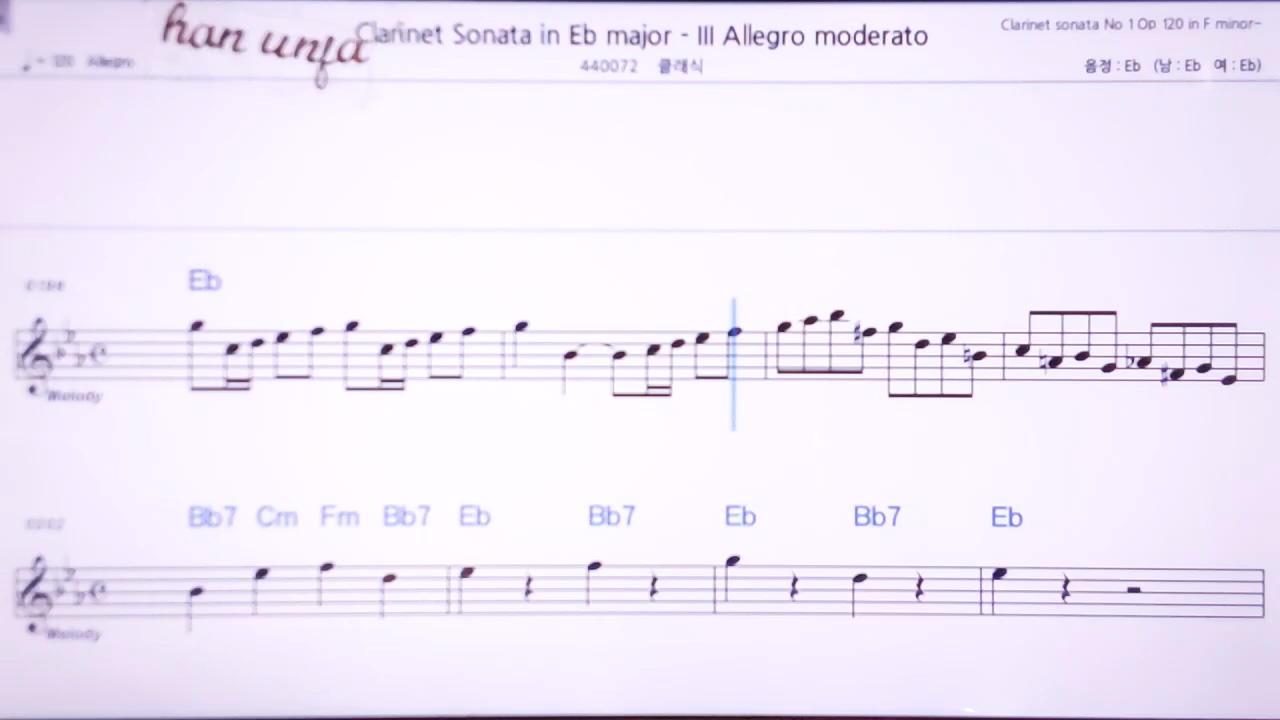 han unfa
Clarinet Sonata in Eb major - III Allegro moderato
Clarinet sonata No 1 Op 120 in F minor~
Allegro
440072 클래식
음정 : Eb (남 : Eb 여 : Eb)
Eb
Melody
Bb7 Cm Fm Bb7 Eb Bb7 Eb Bb7 Eb
Melody